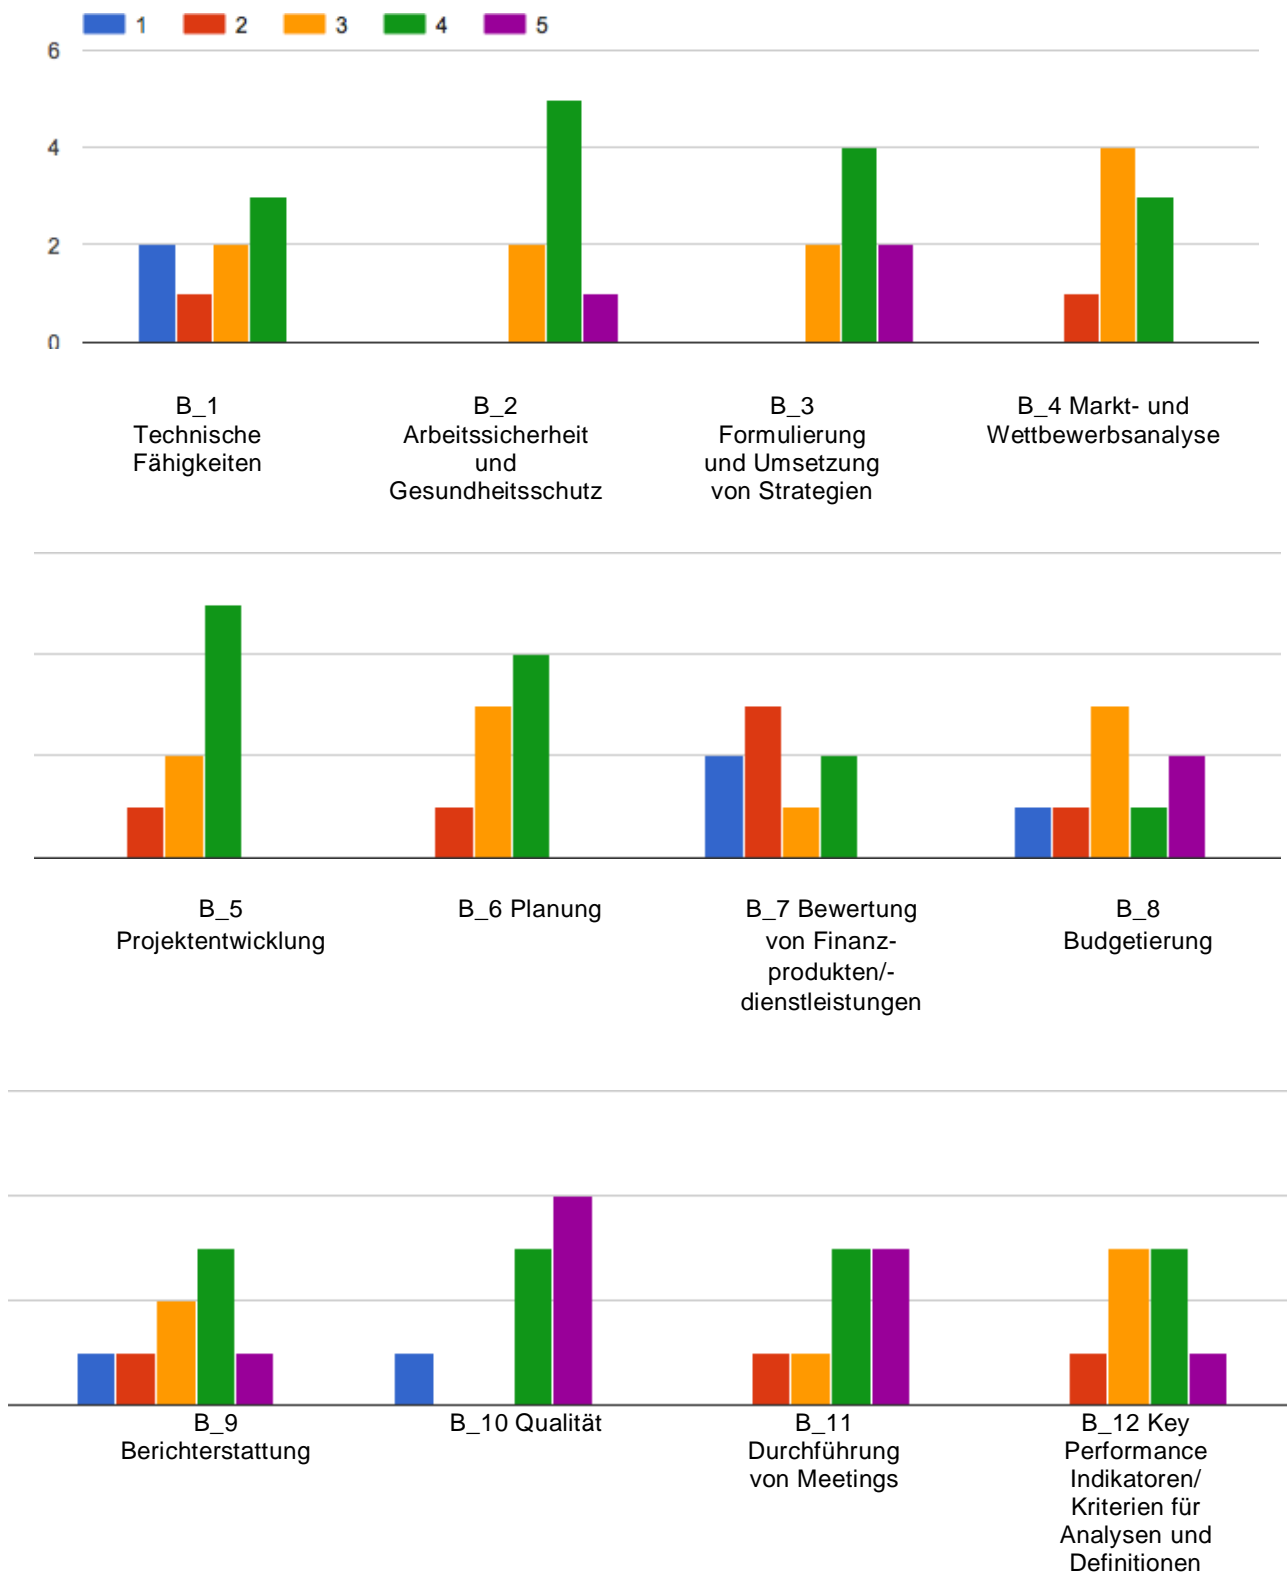 1 2 3 4 5
6
4
2
0
B_1
Technische
Fähigkeiten
B_2
Arbeitssicherheit
und
Gesundheitsschutz
B_3
Formulierung
und Umsetzung
von Strategien
B_4 Markt- und
Wettbewerbsanalyse
B_5
Projektentwicklung
B_6 Planung
B_7 Bewertung
von Finanz-
produkten/-
dienstleistungen
B_8
Budgetierung
B_9
Berichterstattung
B_10 Qualität
B_11
Durchführung
von Meetings
B_12 Key
Performance
Indikatoren/
Kriterien für
Analysen und
Definitionen